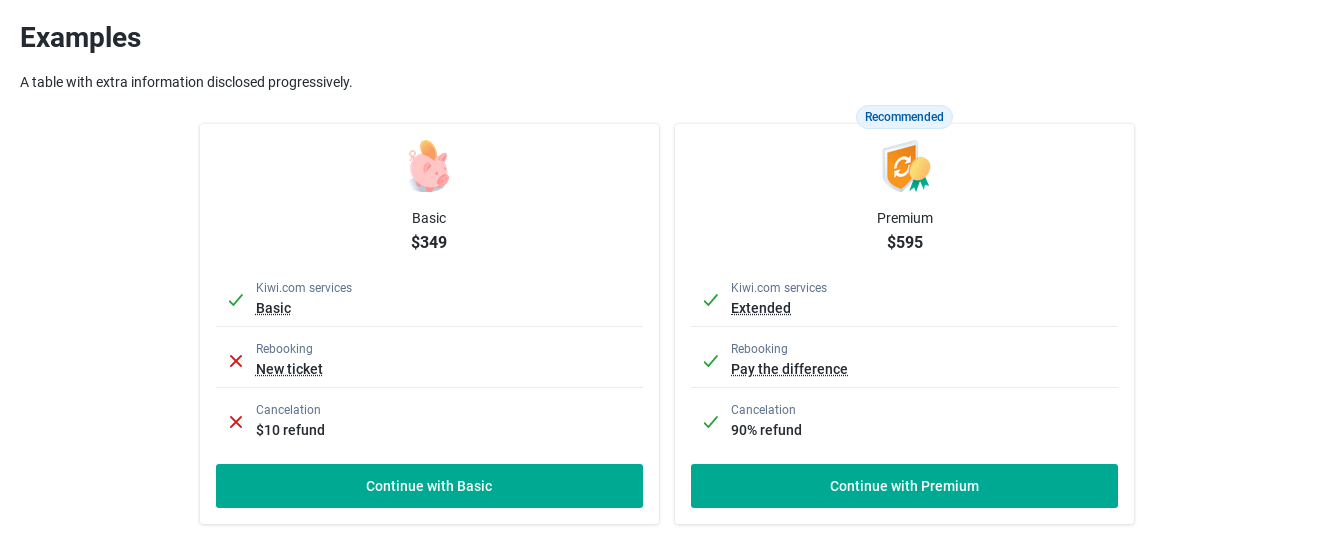 Examples
A table with extra information disclosed progressively.
Basic
$349
Kiwi.com services
Basic
Rebooking
New ticket
Cancelation
$10 refund
Continue with Basic
Recommended
Premium
$595
Kiwi.com services
Extended
Rebooking
Pay the difference
Cancelation
90% refund
Continue with Premium